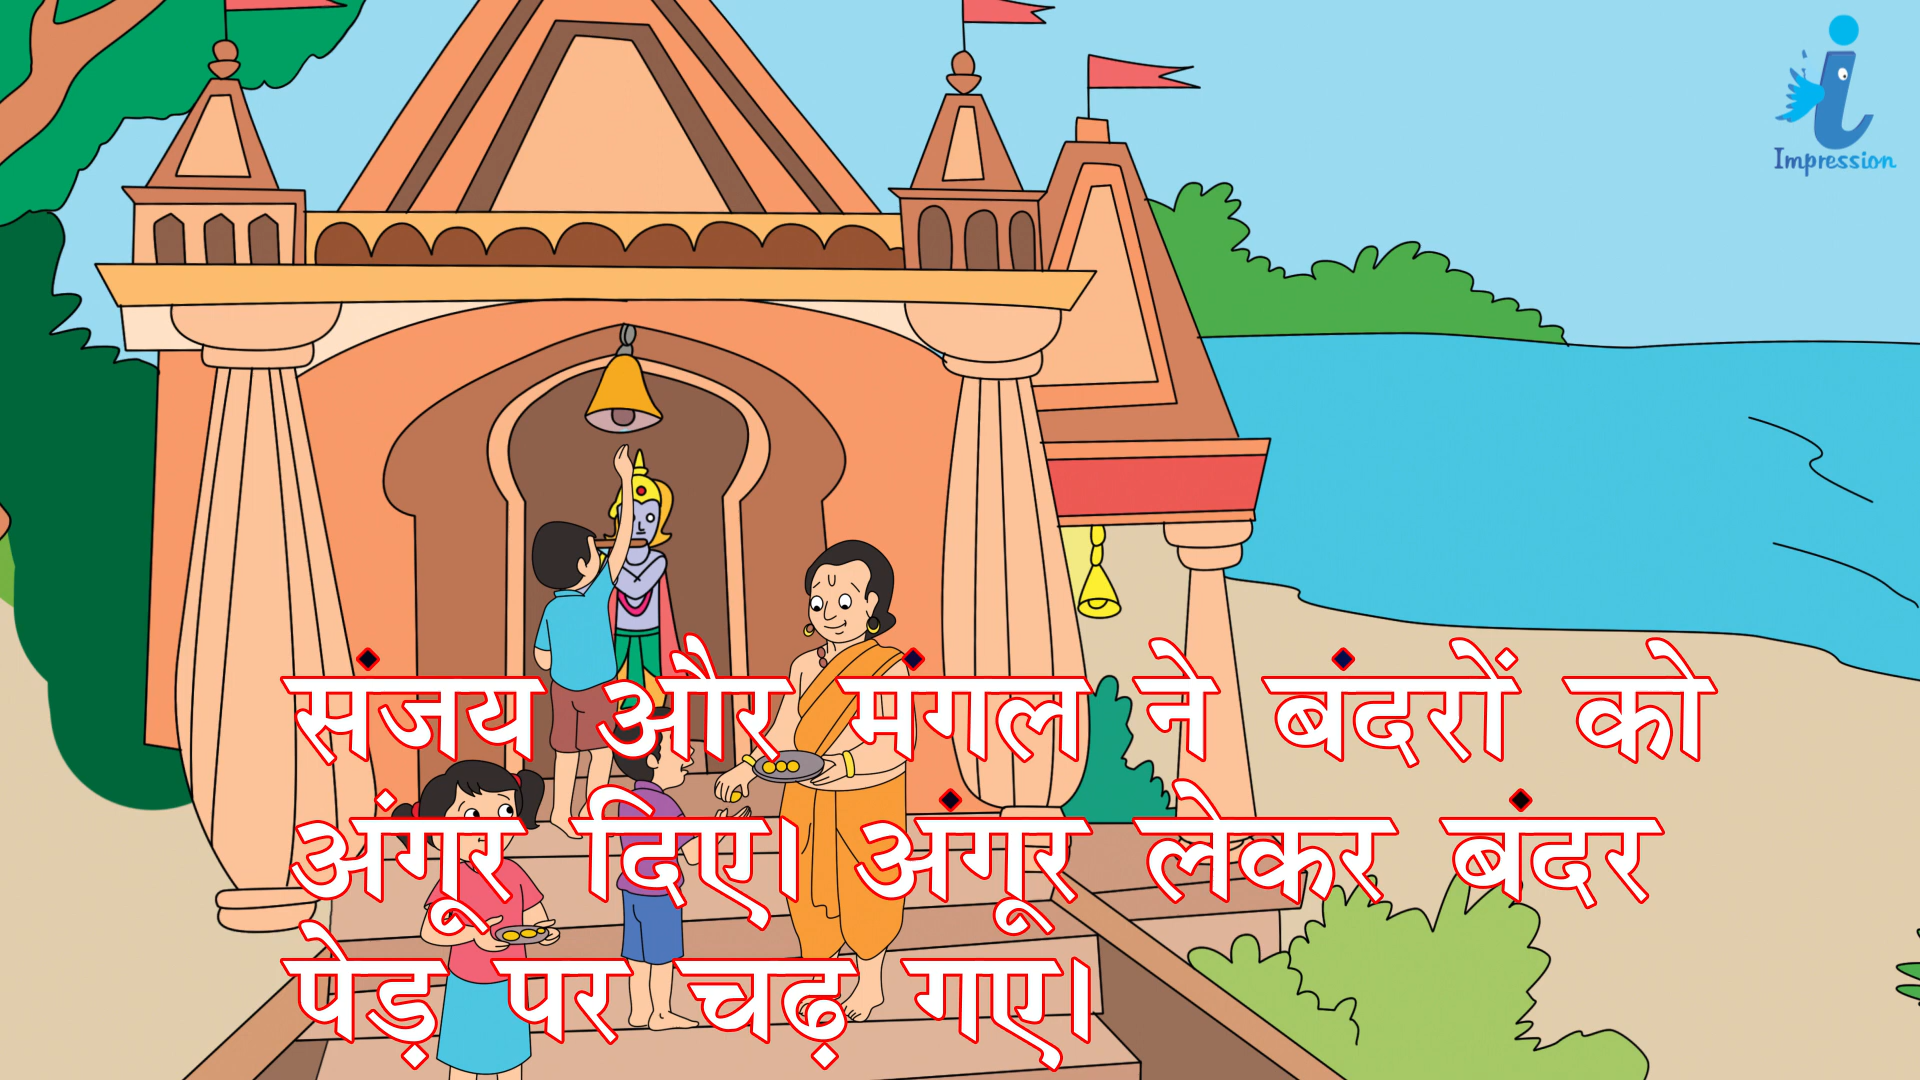 Impression
संजय और मंगल ने बंदरों को
अंगूर दिए। अंगूर लेकर बंदर
पेड़ पर चढ़ गए।